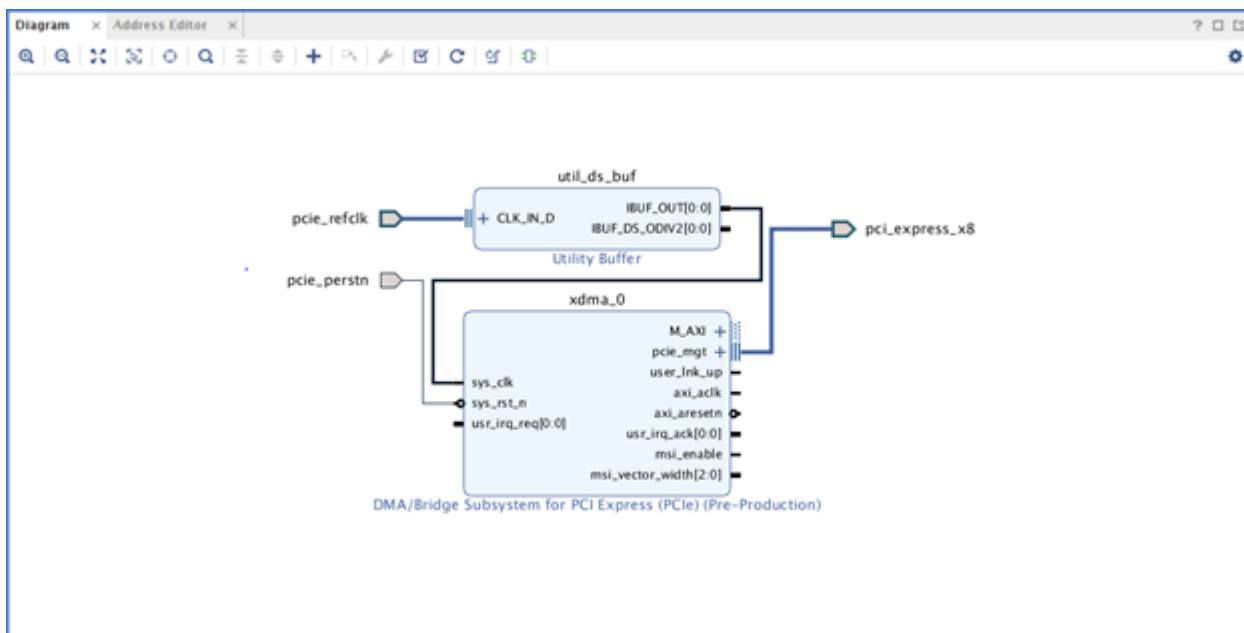 Diagram × Address Editor ×
util_ds_buf
pcie_refclk
CLK_IN_D
IBUF_OUT[0:0]
IBUF_DS_ODIV2[0:0]
pci_express_x8
Utility Buffer
pcie_perstn
xdma_0
M_AXI
pcie_mgt
user_lnk_up
sys_clk
axi_aclk
sys_rst_n
axi_aresetn
usr_irq_req[0:0]
usr_irq_ack[0:0]
msi_enable
msi_vector_width[2:0]
DMA/Bridge Subsystem for PCI Express (PCIe) (Pre-Production)